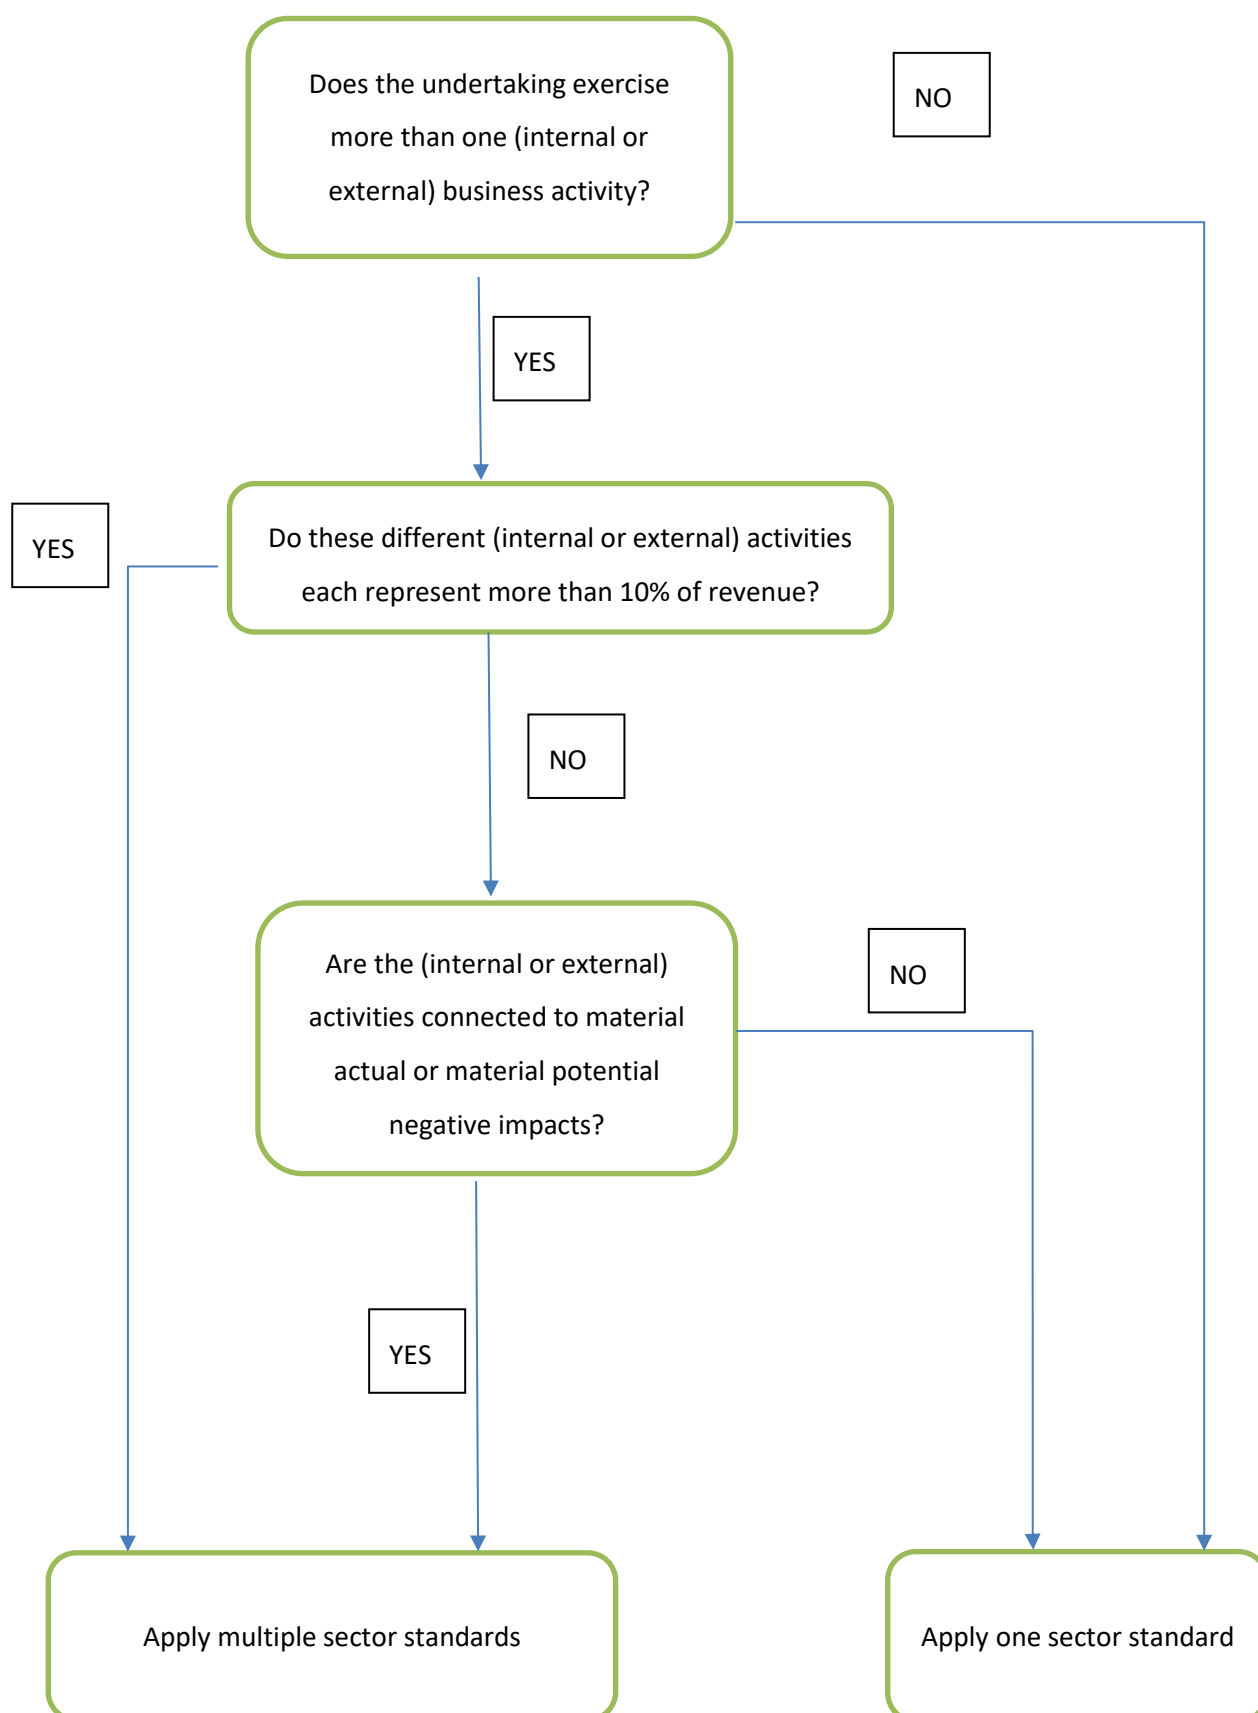 Does the undertaking exercise
more than one (internal or
external) business activity?
NO
YES
YES
Do these different (internal or external) activities
each represent more than 10% of revenue?
NO
Are the (internal or external)
activities connected to material
actual or material potential
negative impacts?
NO
YES
Apply multiple sector standards
Apply one sector standard